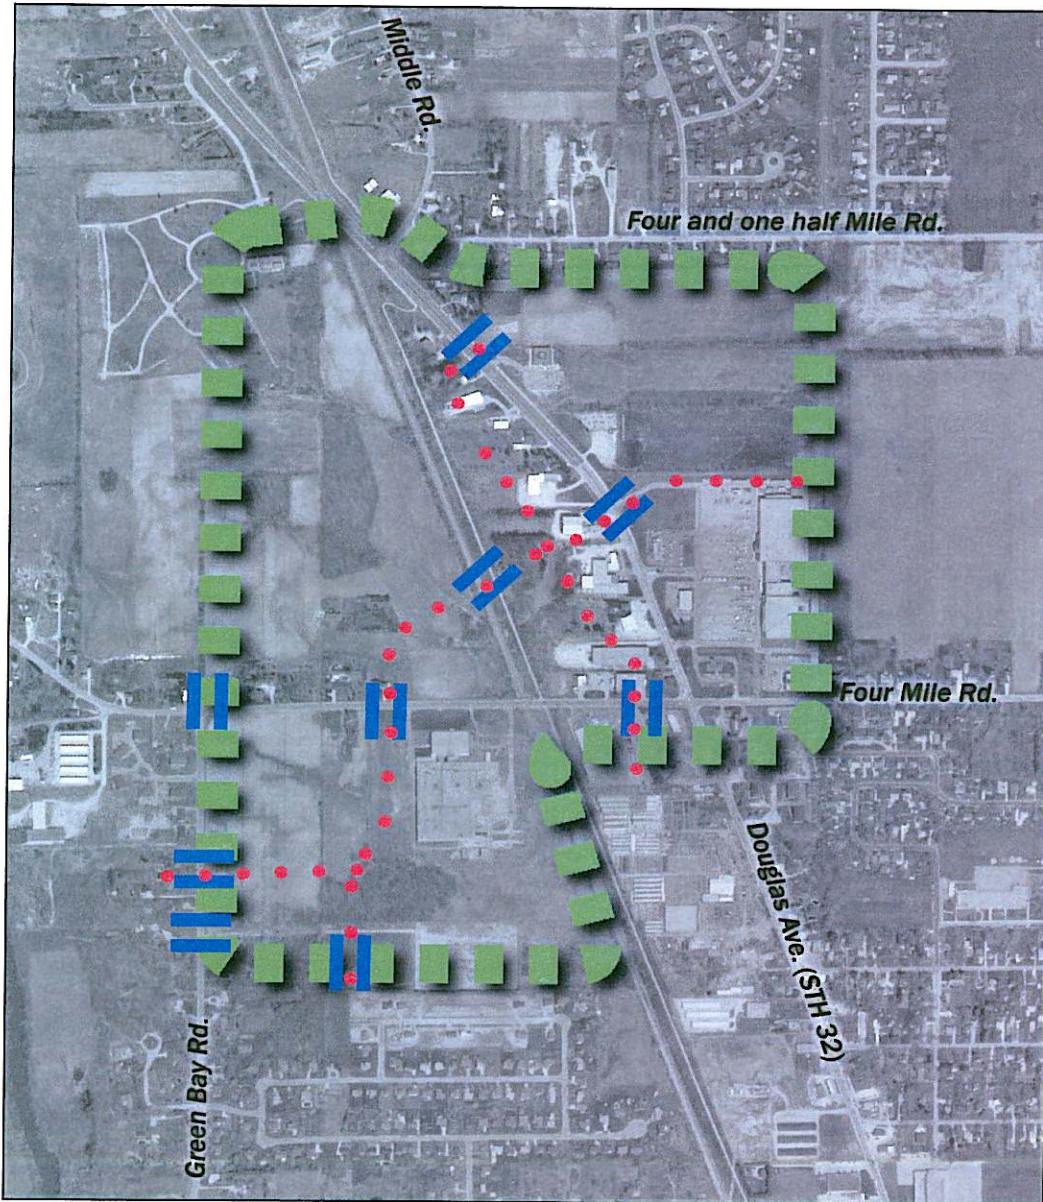 Middle Rd.
Four and one half Mile Rd.
Four Mile Rd.
Douglas Ave. (STH 32)
Green Bay Rd.